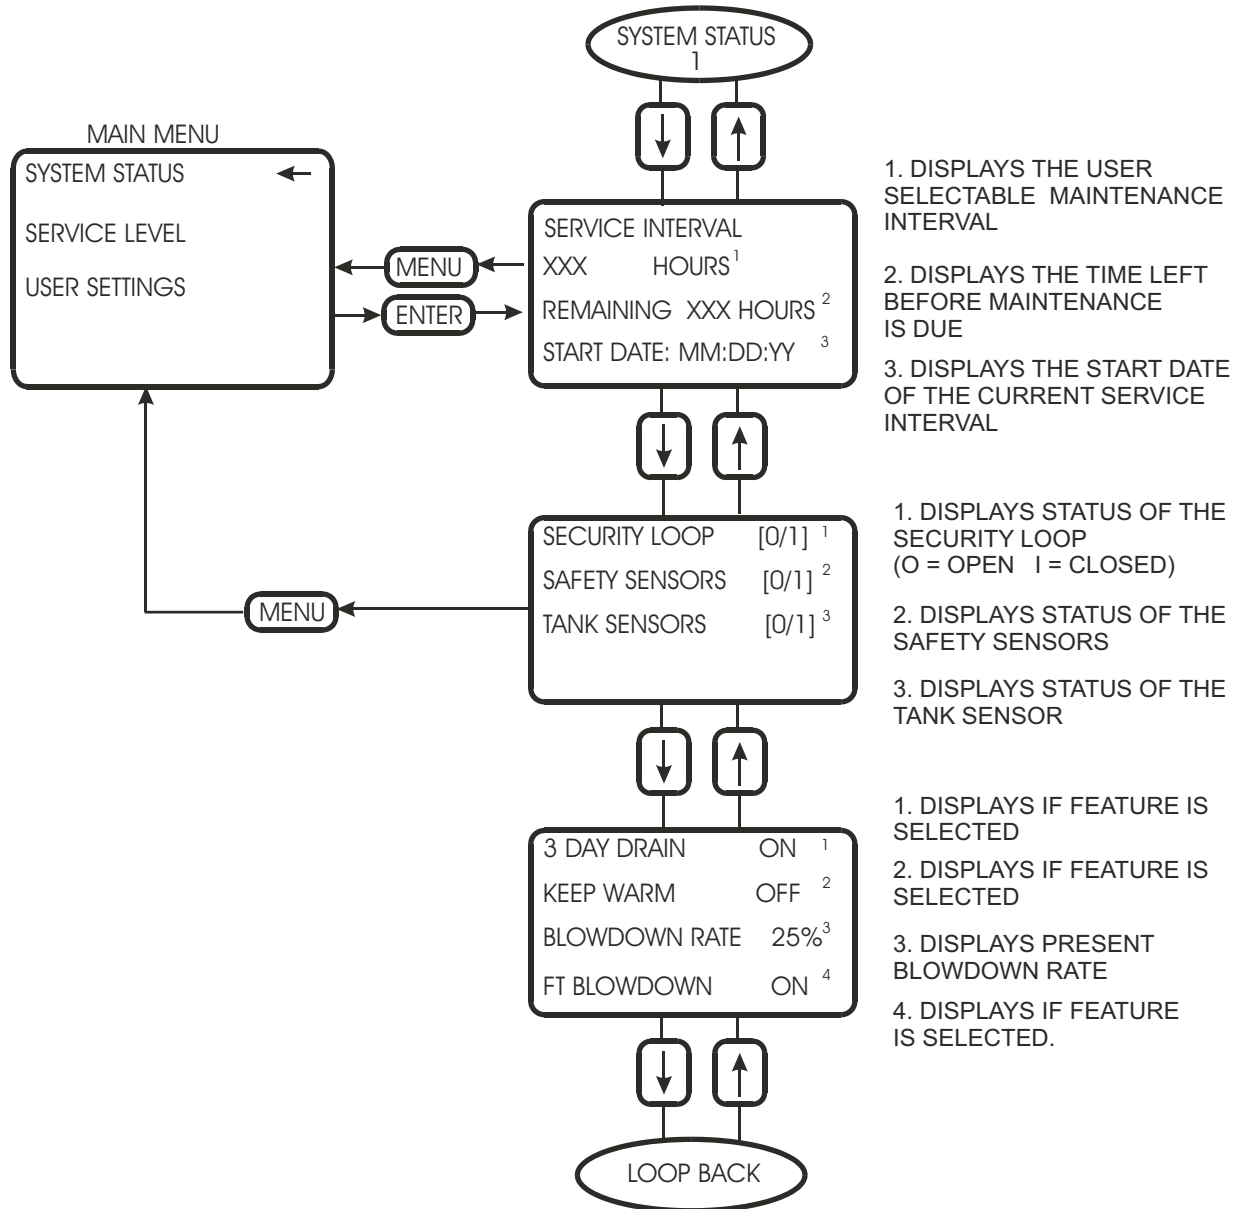 SYSTEM STATUS
1
MAIN MENU
SYSTEM STATUS
SERVICE LEVEL
USER SETTINGS
MENU
ENTER
SERVICE INTERVAL
XXX HOURS 1
REMAINING XXX HOURS 2
START DATE: MM:DD:YY 3
1. DISPLAYS THE USER
SELECTABLE MAINTENANCE
INTERVAL
2. DISPLAYS THE TIME LEFT
BEFORE MAINTENANCE
IS DUE
3. DISPLAYS THE START DATE
OF THE CURRENT SERVICE
INTERVAL
MENU
SECURITY LOOP [0/1] 1
SAFETY SENSORS [0/1] 2
TANK SENSORS [0/1] 3
1. DISPLAYS STATUS OF THE
SECURITY LOOP
(O = OPEN I = CLOSED)
2. DISPLAYS STATUS OF THE
SAFETY SENSORS
3. DISPLAYS STATUS OF THE
TANK SENSOR
3 DAY DRAIN ON 1
KEEP WARM OFF 2
BLOWDOWN RATE 25% 3
FT BLOWDOWN ON 4
1. DISPLAYS IF FEATURE IS
SELECTED
2. DISPLAYS IF FEATURE IS
SELECTED
3. DISPLAYS PRESENT
BLOWDOWN RATE
4. DISPLAYS IF FEATURE
IS SELECTED.
LOOP BACK